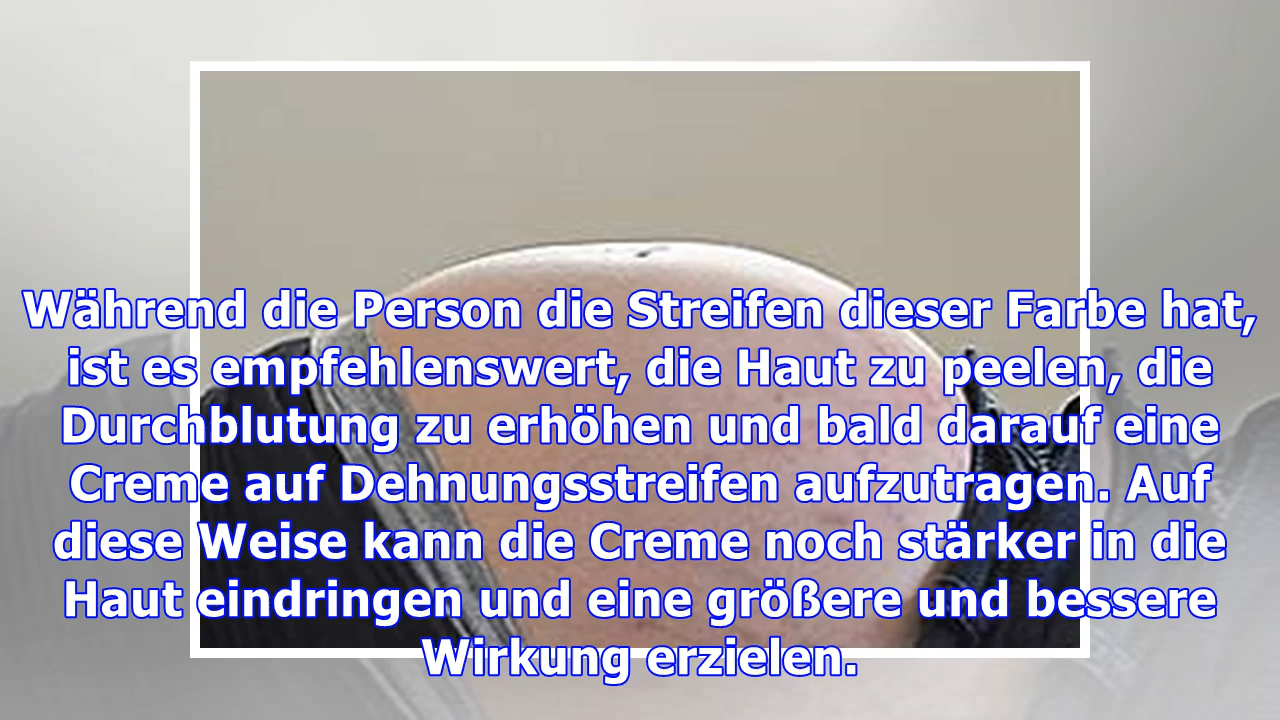 Während die Person die Streifen dieser Farbe hat,
ist es empfehlenswert, die Haut zu peelen, die
Durchblutung zu erhöhen und bald darauf eine
Creme auf Dehnungsstreifen aufzutragen. Auf
diese Weise kann die Creme noch stärker in die
Haut eindringen und eine größere und bessere
Wirkung erzielen.